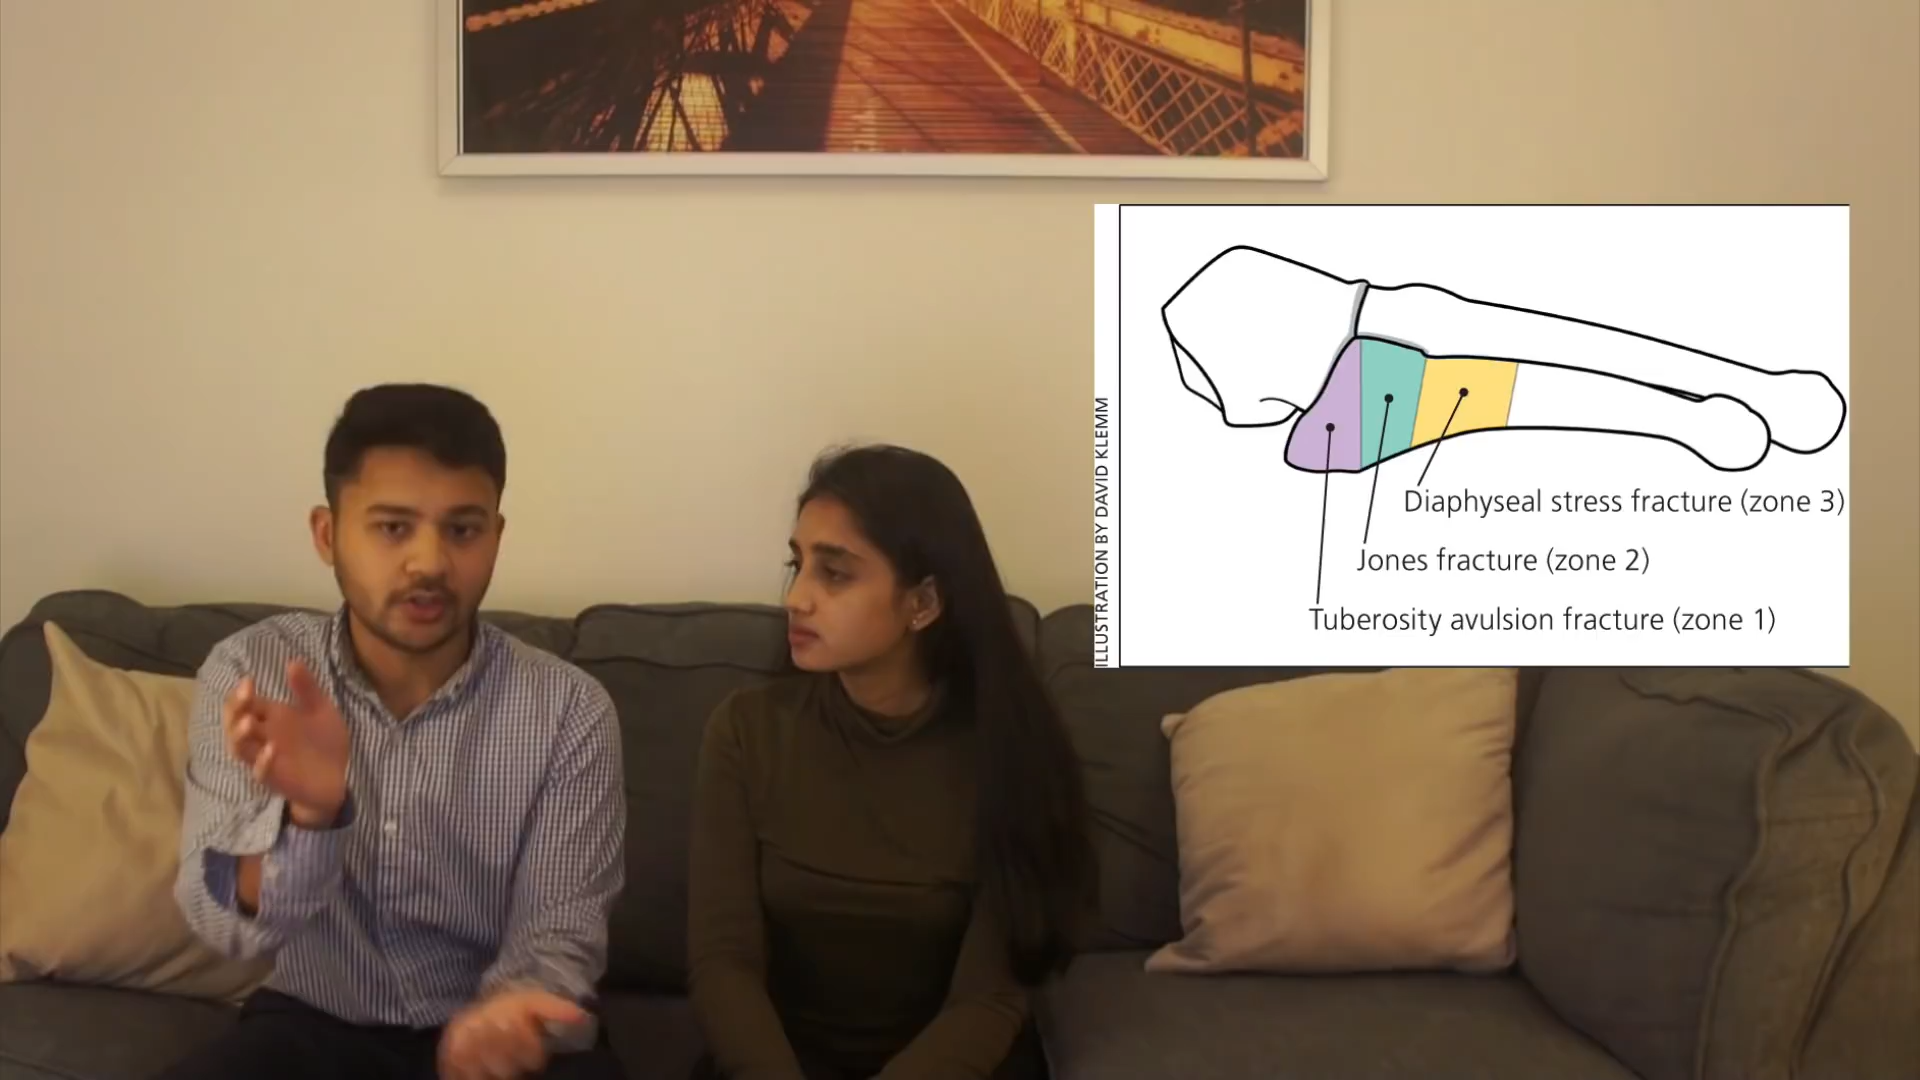 ILLUSTRATION BY DAVID KLEMM
Diaphyseal stress fracture (zone 3)
Jones fracture (zone 2)
Tuberosity avulsion fracture (zone 1)